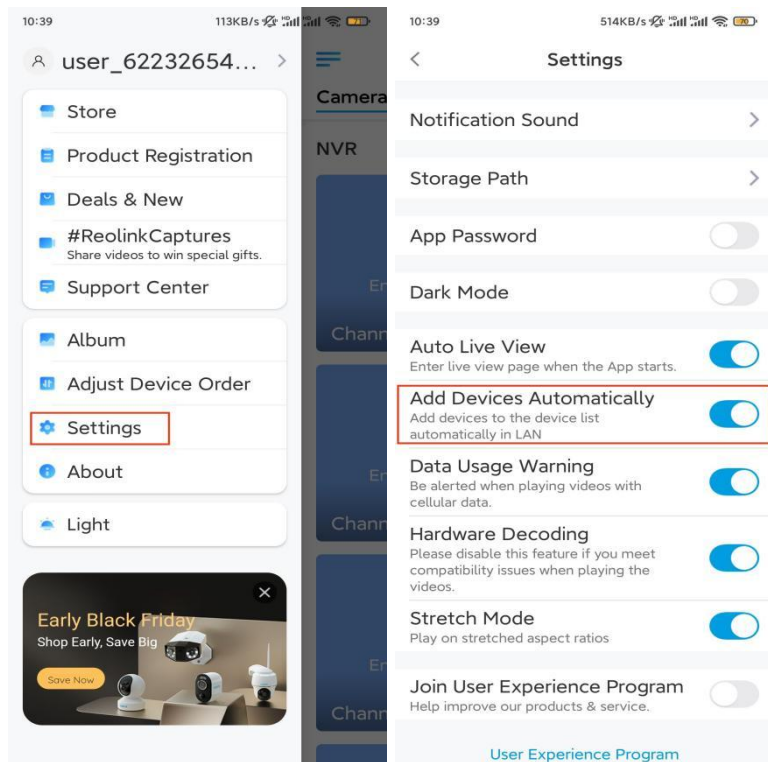 10:39
113KB/s
71
user_62232654...
Store
Product Registration
Deals & New
#ReolinkCaptures
Share videos to win special gifts.
Support Center
Album
Adjust Device Order
Settings
About
Light
Early Black Friday
Shop Early, Save Big
Save Now
Camera
NVR
Er
Chann
Er
Chann
Er
Chann
10:39
514KB/s
70
Settings
Notification Sound
Storage Path
App Password
Dark Mode
Auto Live View
Enter live view page when the App starts.
Add Devices Automatically
Add devices to the device list
automatically in LAN
Data Usage Warning
Be alerted when playing videos with
cellular data.
Hardware Decoding
Please disable this feature if you meet
compatibility issues when playing the
videos.
Stretch Mode
Play on stretched aspect ratios
Join User Experience Program
Help improve our products & service.
User Experience Program